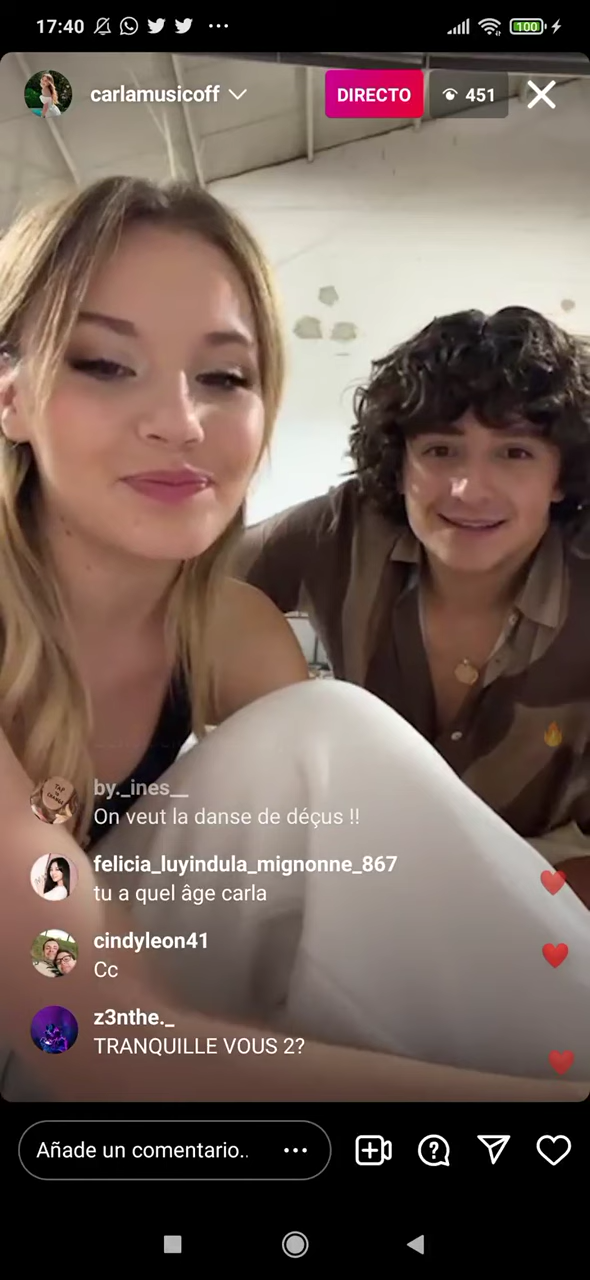 17:40
100
carlamusicoff
DIRECTO
451
by._ines__
On veut la danse de déçus !!
felicia_luyindula_mignonne_867
tu a quel âge carla
cindyleon41
Cc
z3nthe._
TRANQUILLE VOUS 2?
Añade un comentario..